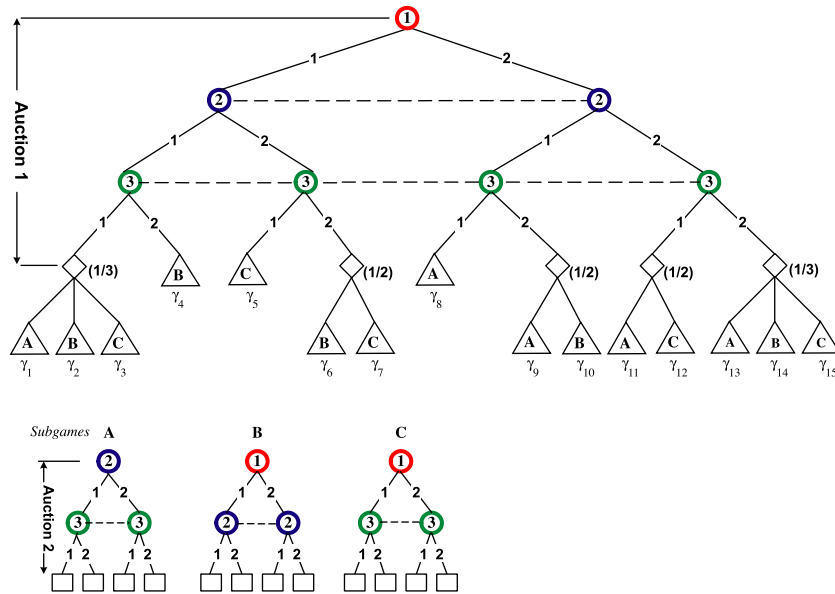 1
1 2
Auction 1
2 2
1 2 1 2
3 3 3 3
1 2 1 2 1 2 1 2
(1/3) B C (1/2) A (1/2) (1/2) (1/3)
γ4 γ5 γ8
A B C B C A B A C A B C
γ1 γ2 γ3 γ6 γ7 γ9 γ10 γ11 γ12 γ13 γ14 γ15
Subgames A B C
2 1 1
Auction 2
1 2 1 2 1 2
3 3 2 2 3 3
1 2 1 2 1 2 1 2 1 2 1 2